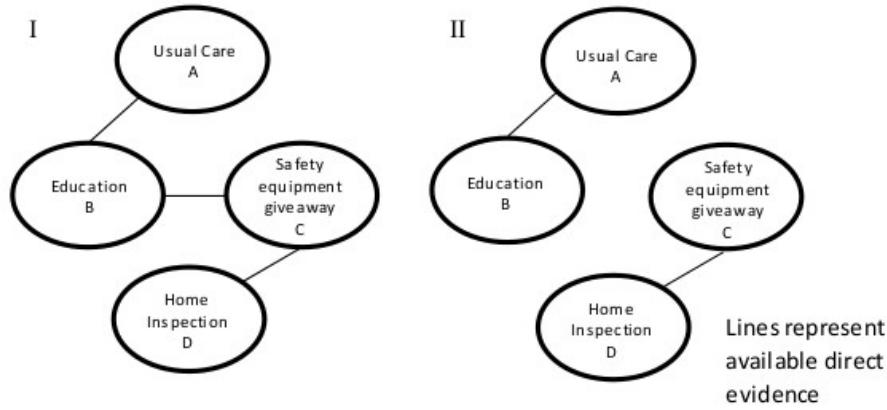 I
Usual Care
A
Education
B
Safety
equipment
giveaway
C
Home
Inspection
D
II
Usual Care
A
Education
B
Safety
equipment
giveaway
C
Home
Inspection
D
Lines represent
available direct
evidence